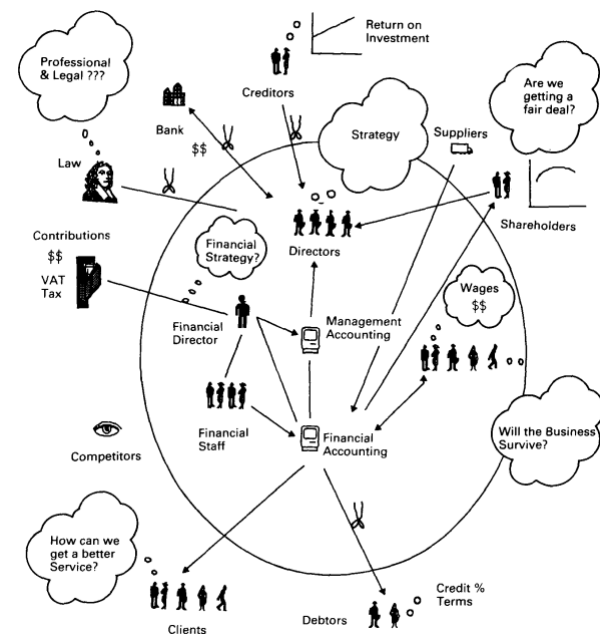 Return on
Investment
Professional
& Legal ???
Creditors
Are we
getting a
fair deal?
Bank
$$
Strategy
Suppliers
Law
Shareholders
Contributions
$$
VAT
Tax
Financial
Strategy?
Directors
Wages
$$
Financial
Director
Management
Accounting
Financial
Staff
Financial
Accounting
Will the Business
Survive?
Competitors
How can we
get a better
Service?
Clients
Debtors
Credit %
Terms